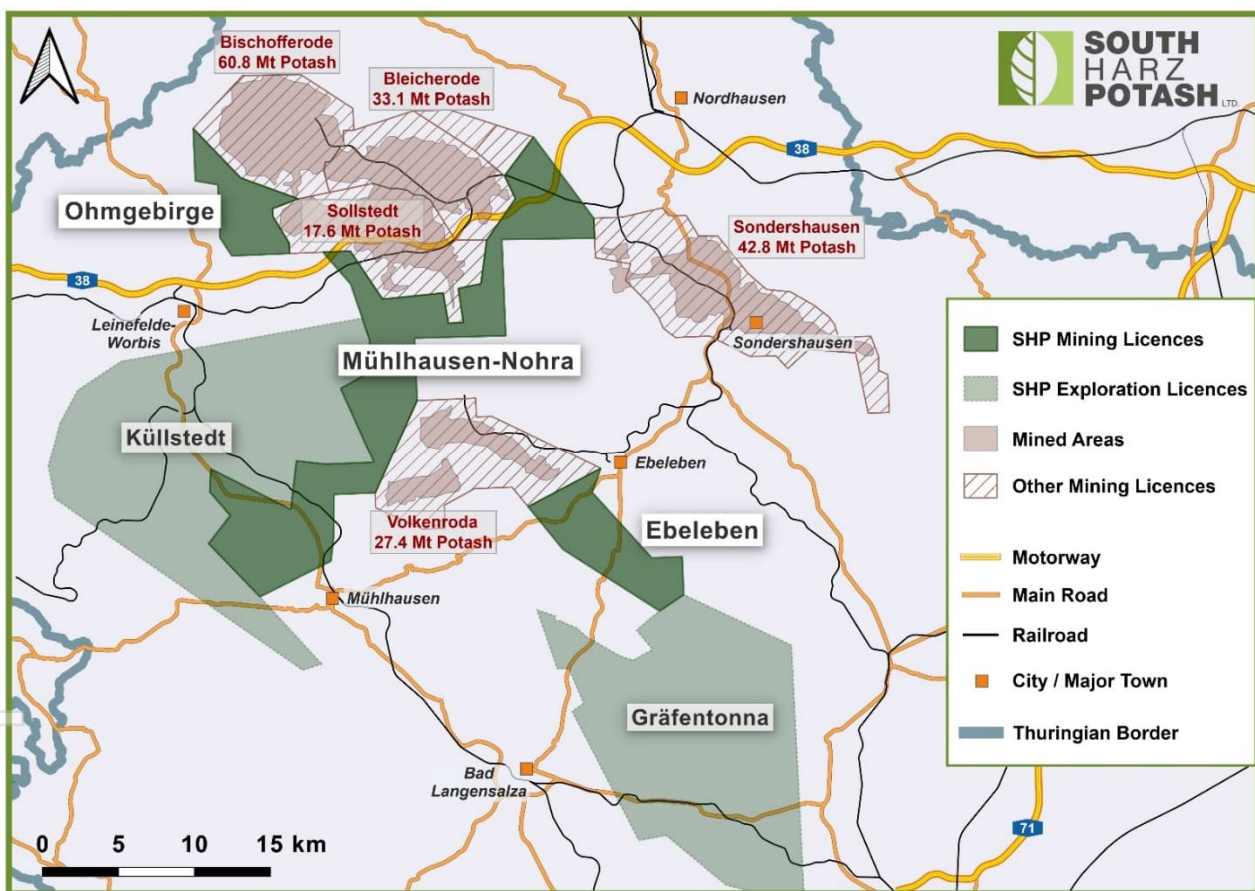 Bischofferode
60.8 Mt Potash
Bleicherode
33.1 Mt Potash
Nordhausen
SOUTH
HARZ
POTASH LTD.
38
Ohmgebirge
Sollstedt
17.6 Mt Potash
Sondershausen
42.8 Mt Potash
38
Leinefelde-
Worbis
Sondershausen
Mühlhausen-Nohra
Küllstedt
Ebeleben
Volkenroda
27.4 Mt Potash
Ebeleben
Mühlhausen
Gräfentonna
Bad
Langensalza
SHP Mining Licences
SHP Exploration Licences
Mined Areas
Other Mining Licences
Motorway
Main Road
Railroad
City / Major Town
Thuringian Border
71
0 5 10 15 km